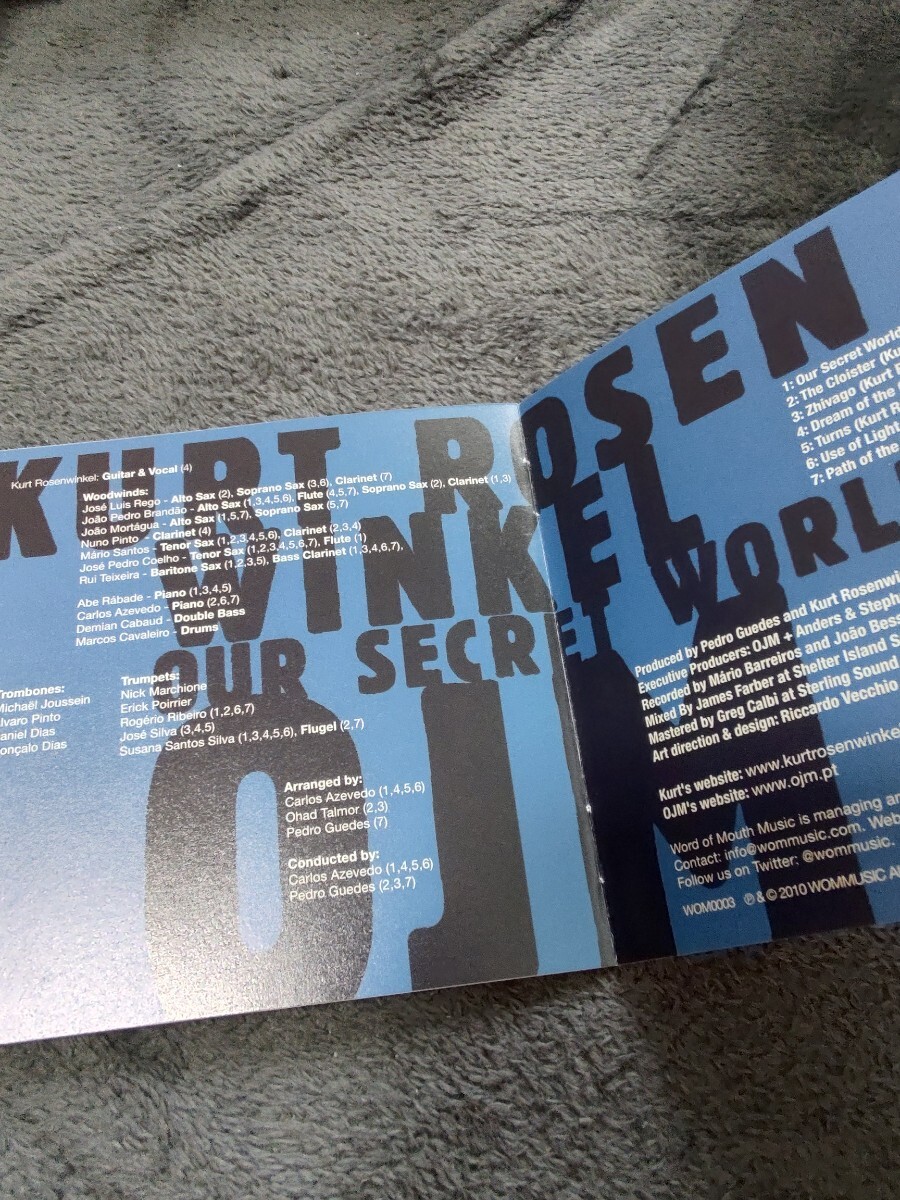 KURT ROSEN
WINKEL
OUR SECRET WORLD
OJM
Kurt Rosenwinkel: Guitar & Vocal (4)
Woodwinds:
José Luis Rego - Alto Sax (2), Soprano Sax (3,6), Clarinet (7)
João Pedro Brandão - Alto Sax (1,3,4,5,6), Flute (4,5,7), Soprano Sax (2), Clarinet (1,3)
João Mortágua - Alto Sax (1,5,7), Soprano Sax (5,7)
Nuno Pinto - Clarinet (4)
Mário Santos - Tenor Sax (1,2,3,4,5,6), Clarinet (2,3,4)
José Pedro Coelho - Tenor Sax (1,2,3,4,5,6,7), Flute (1)
Rui Teixeira - Baritone Sax (1,2,3,5), Bass Clarinet (1,3,4,6,7),
Abe Rábade - Piano (1,3,4,5)
Carlos Azevedo - Piano (2,6,7)
Demian Cabaud - Double Bass
Marcos Cavaleiro - Drums
Trombones:
Michaël Joussein
lvaro Pinto
aniel Dias
onçalo Dias
Trumpets:
Nick Marchione
Erick Poirrier
Rogério Ribeiro (1,2,6,7)
José Silva (3,4,5)
Susana Santos Silva (1,3,4,5,6), Flugel (2,7)
Arranged by:
Carlos Azevedo (1,4,5,6)
Ohad Talmor (2,3)
Pedro Guedes (7)
Conducted by:
Carlos Azevedo (1,4,5,6)
Pedro Guedes (2,3,7)
1: Our Secret World
2: The Cloister (Ku
3: Zhivago (Kurt R
4: Dream of the
5: Turns (Kurt R
6: Use of Light
7: Path of the
Produced by Pedro Guedes and Kurt Rosenwi
Executive Producers: OJM + Anders & Steph
Recorded by Mário Barreiros and João Bess
Mixed By James Farber at Shelter Island S
Mastered by Greg Calbi at Sterling Sound
Art direction & design: Riccardo Vecchio
Kurt's website: www.kurtrosenwinke
OJM's website: www.ojm.pt
Word of Mouth Music is managing an
Contact: info@wommusic.com. Web
Follow us on Twitter: @wommusic.
WOM0003 ℗ & © 2010 WOMMUSIC Al